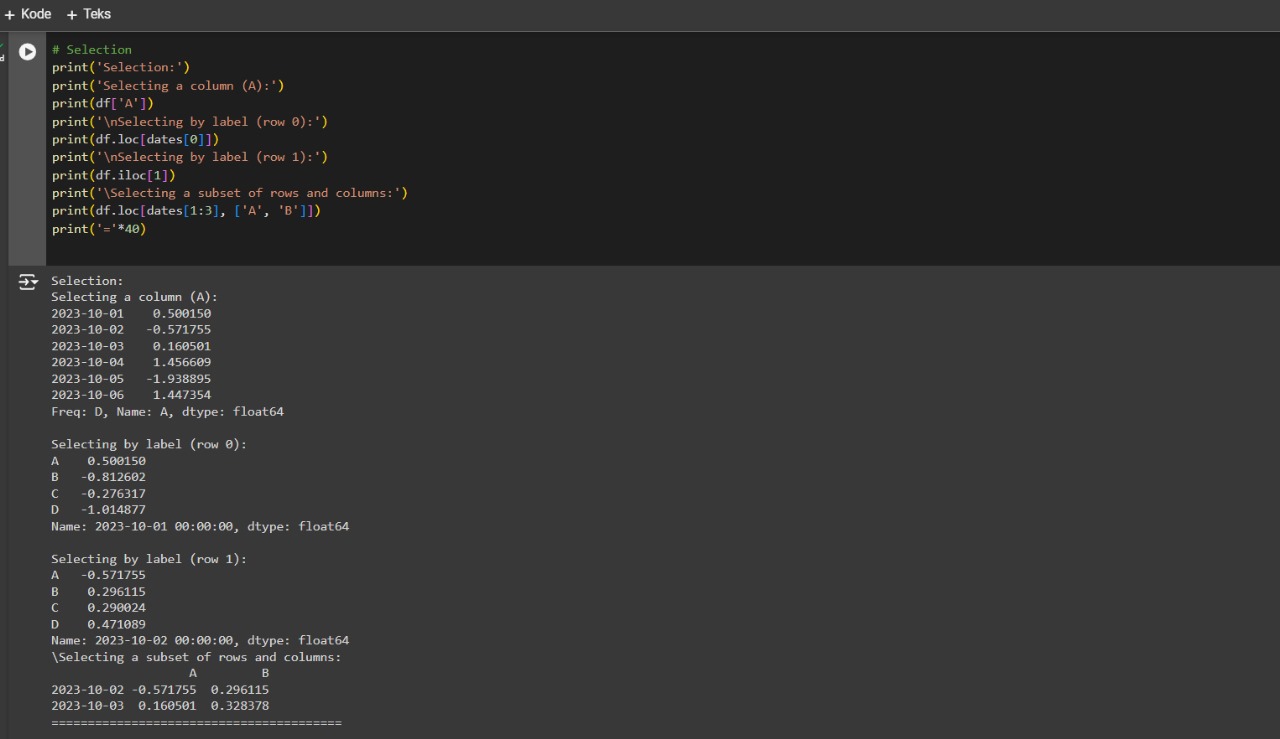 + Kode + Teks
# Selection
print('Selection:')
print('Selecting a column (A):')
print(df['A'])
print('\nSelecting by label (row 0):')
print(df.loc[dates[0]])
print('\nSelecting by label (row 1):')
print(df.iloc[1])
print('\Selecting a subset of rows and columns:')
print(df.loc[dates[1:3], ['A', 'B']])
print('='*40)
Selection:
Selecting a column (A):
2023-10-01    0.500150
2023-10-02   -0.571755
2023-10-03    0.160501
2023-10-04    1.456609
2023-10-05   -1.938895
2023-10-06    1.447354
Freq: D, Name: A, dtype: float64
Selecting by label (row 0):
A    0.500150
B   -0.812602
C   -0.276317
D   -1.014877
Name: 2023-10-01 00:00:00, dtype: float64
Selecting by label (row 1):
A   -0.571755
B    0.296115
C    0.290024
D    0.471089
Name: 2023-10-02 00:00:00, dtype: float64
\Selecting a subset of rows and columns:
                   A         B
2023-10-02 -0.571755  0.296115
2023-10-03  0.160501  0.328378
========================================